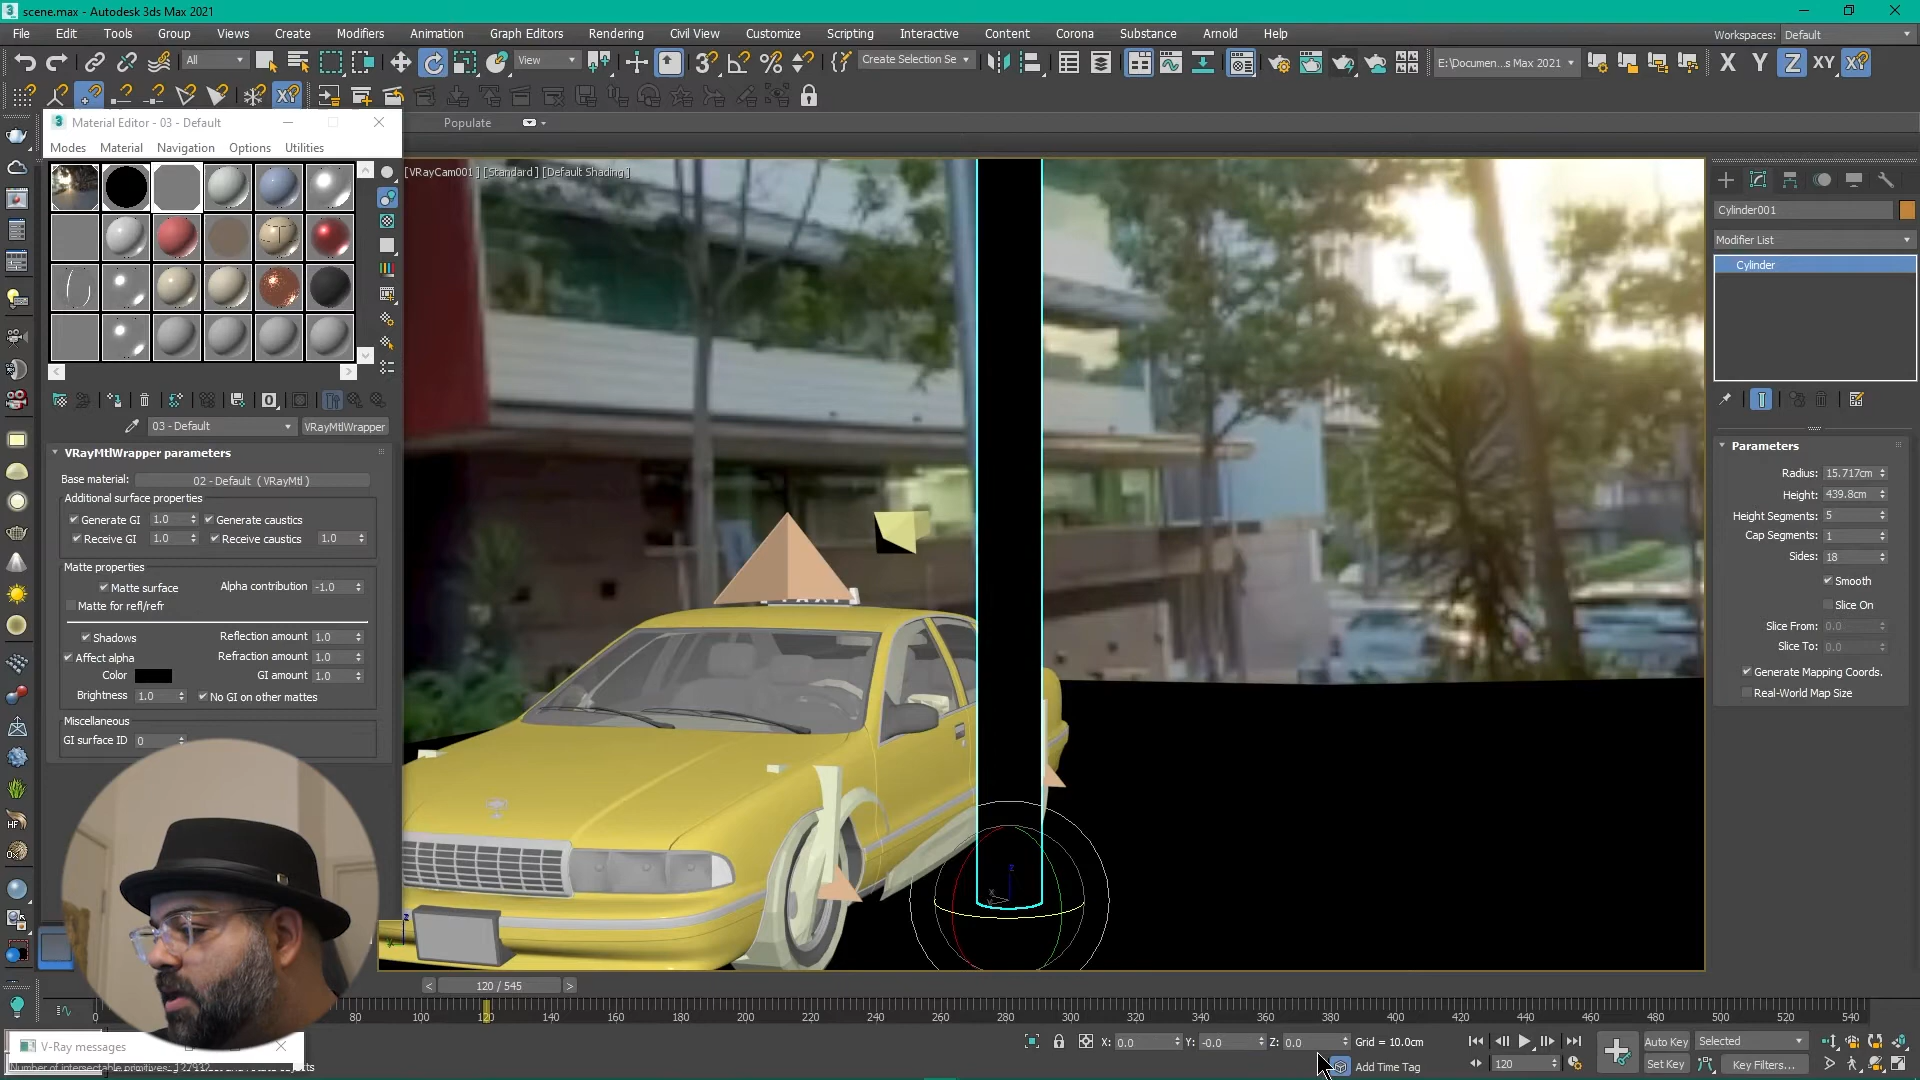 scene.max - Autodesk 3ds Max 2021
File Edit Tools Group Views Create Modifiers Animation Graph Editors Rendering Civil View Customize Scripting Interactive Content Corona Substance Arnold Help
Workspaces: Default
All View Create Selection Se E:\Documen...s Max 2021 X Y Z XY XY
XY
Material Editor - 03 - Default
Populate
Modes Material Navigation Options Utilities
[VRayCam001] [Standard] [Default Shading]
Cylinder001
Modifier List
Cylinder
03 - Default VRayMtlWrapper
VRayMtlWrapper parameters
Base material: 02 - Default ( VRayMtl )
Additional surface properties
Generate GI 1.0 Generate caustics
Receive GI 1.0 Receive caustics 1.0
Matte properties
Matte surface Alpha contribution -1.0
Matte for refl/refr
Shadows Reflection amount 1.0
Affect alpha Refraction amount 1.0
Color GI amount 1.0
Brightness 1.0 No GI on other mattes
Miscellaneous
GI surface ID 0
Parameters
Radius: 15.717cm
Height: 439.8cm
Height Segments: 5
Cap Segments: 1
Sides: 18
Smooth
Slice On
Slice From: 0.0
Slice To: 0.0
Generate Mapping Coords.
Real-World Map Size
< 120 / 545 >
0 80 100 120 140 160 180 200 220 240 260 280 300 320 340 360 380 400 420 440 460 480 500 520 540
V-Ray messages
X: 0.0 Y: -0.0 Z: 0.0 Grid = 10.0cm
Auto Key Selected
Add Time Tag
120
Set Key Key Filters...